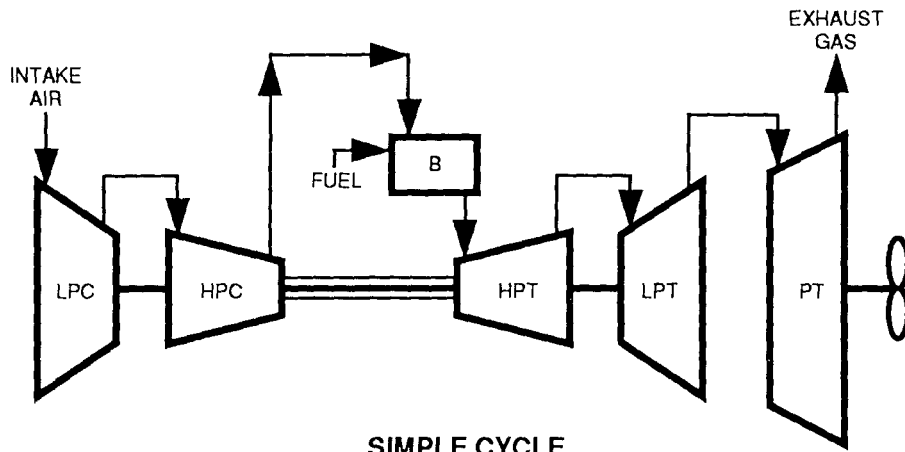 INTAKE
AIR
EXHAUST
GAS
FUEL
B
LPC
HPC
HPT
LPT
PT
SIMPLE CYCLE